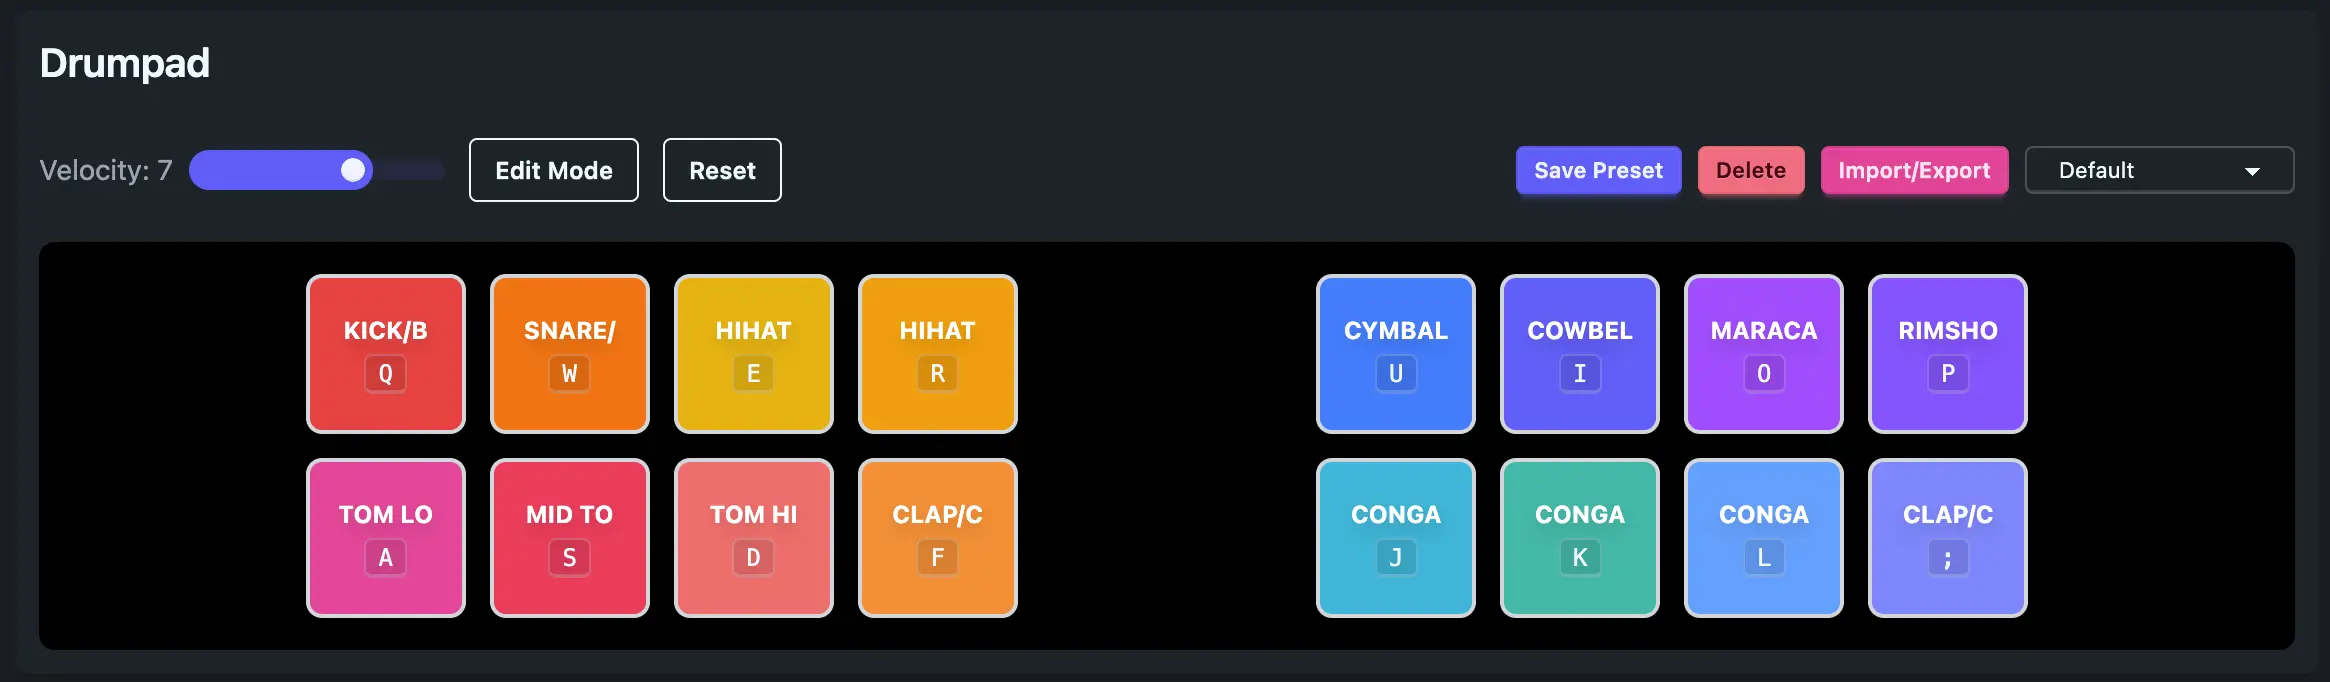 Drumpad
Velocity: 7 Edit Mode Reset Save Preset Delete Import/Export Default
KICK/B SNARE/ HIHAT HIHAT CYMBAL COWBEL MARACA RIMSHO
Q W E R U I O P
TOM LO MID TO TOM HI CLAP/C CONGA CONGA CONGA CLAP/C
A S D F J K L ;